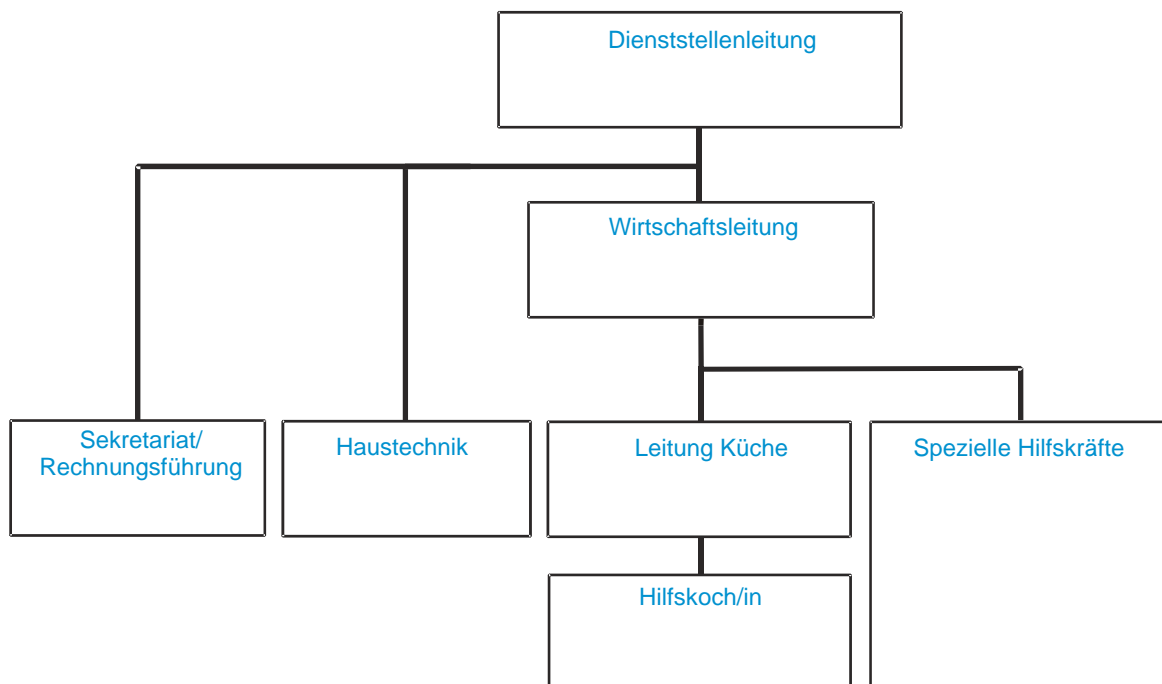 Dienststellenleitung
Wirtschaftsleitung
Sekretariat/
Rechnungsführung
Haustechnik
Leitung Küche
Spezielle Hilfskräfte
Hilfskoch/in